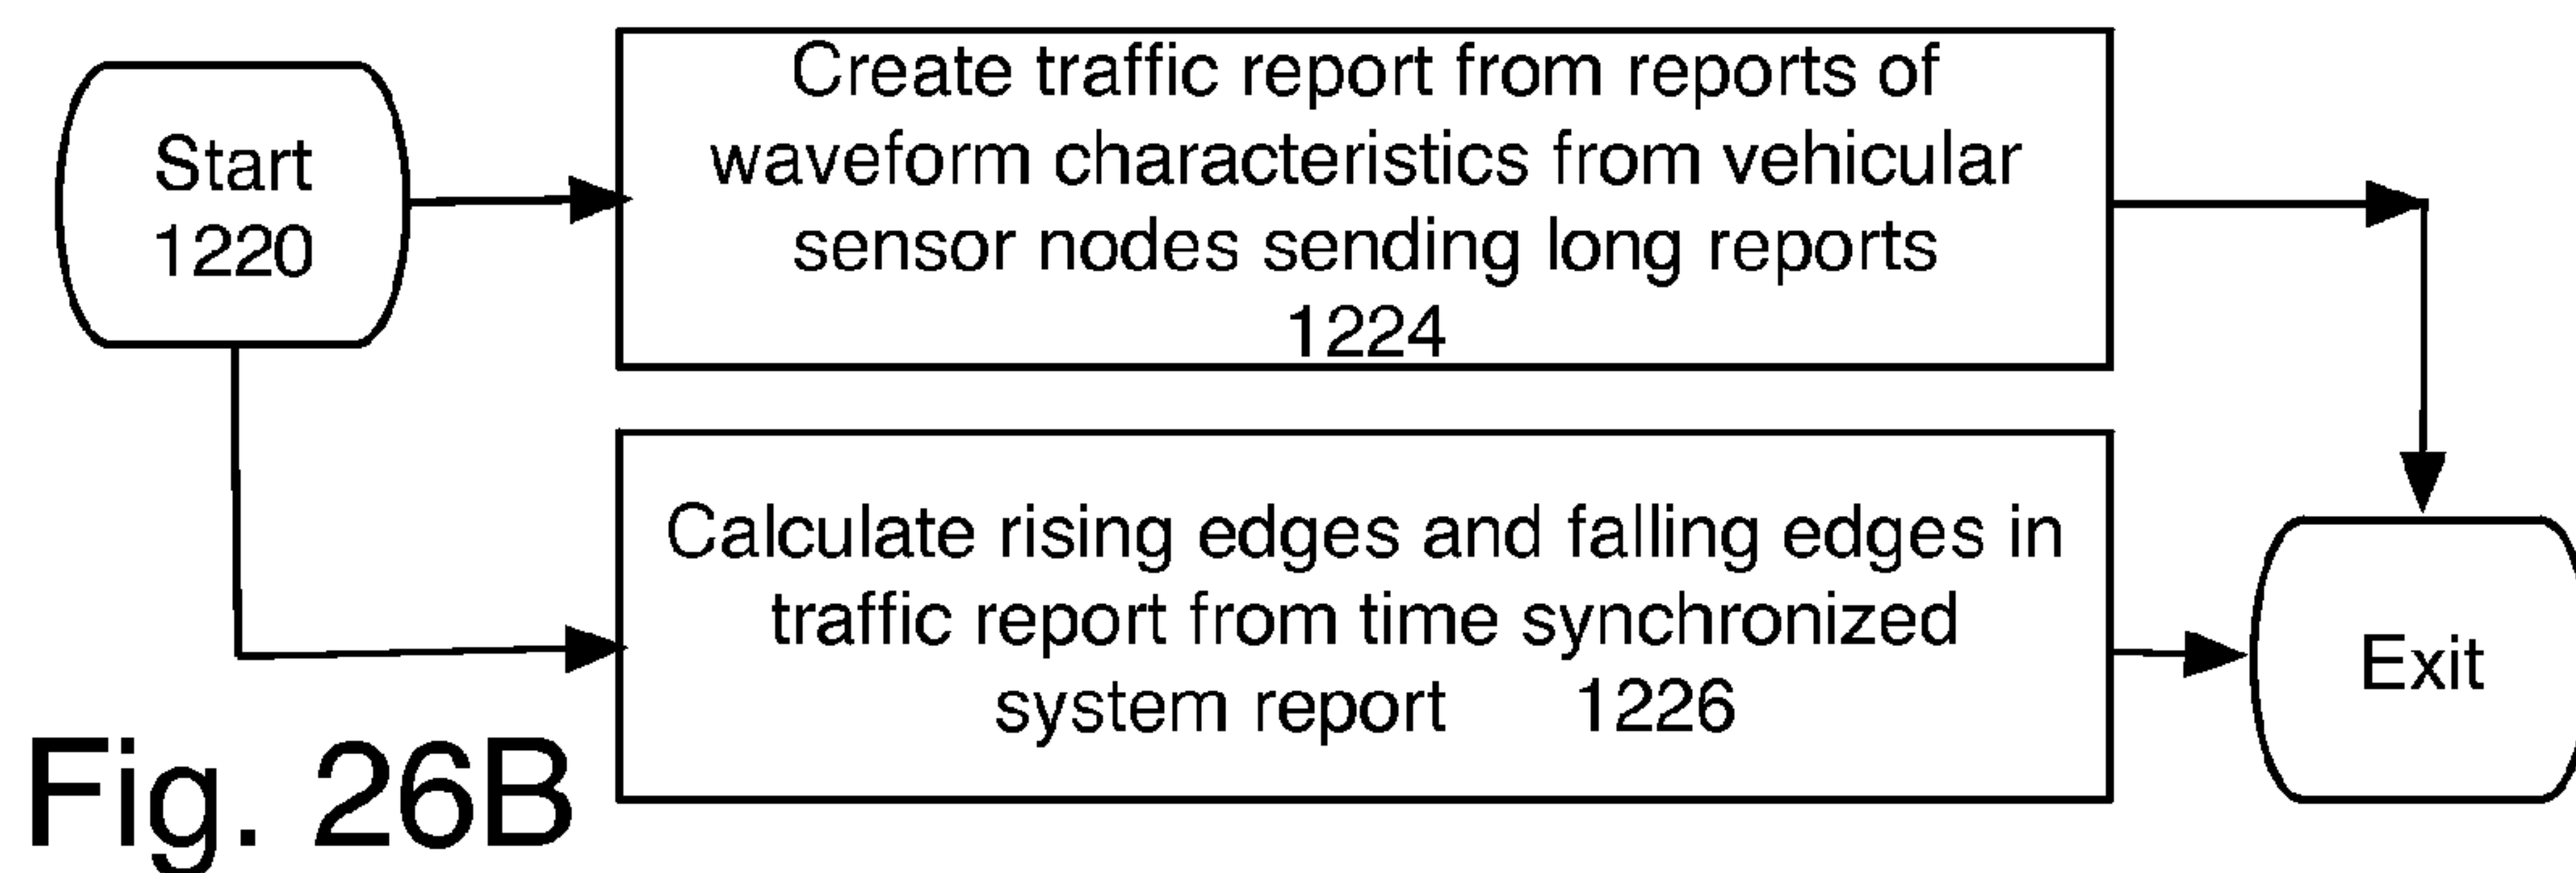 Start
1220
Create traffic report from reports of
waveform characteristics from vehicular
sensor nodes sending long reports
1224
Calculate rising edges and falling edges in
traffic report from time synchronized
system report 1226
Exit
Fig. 26B